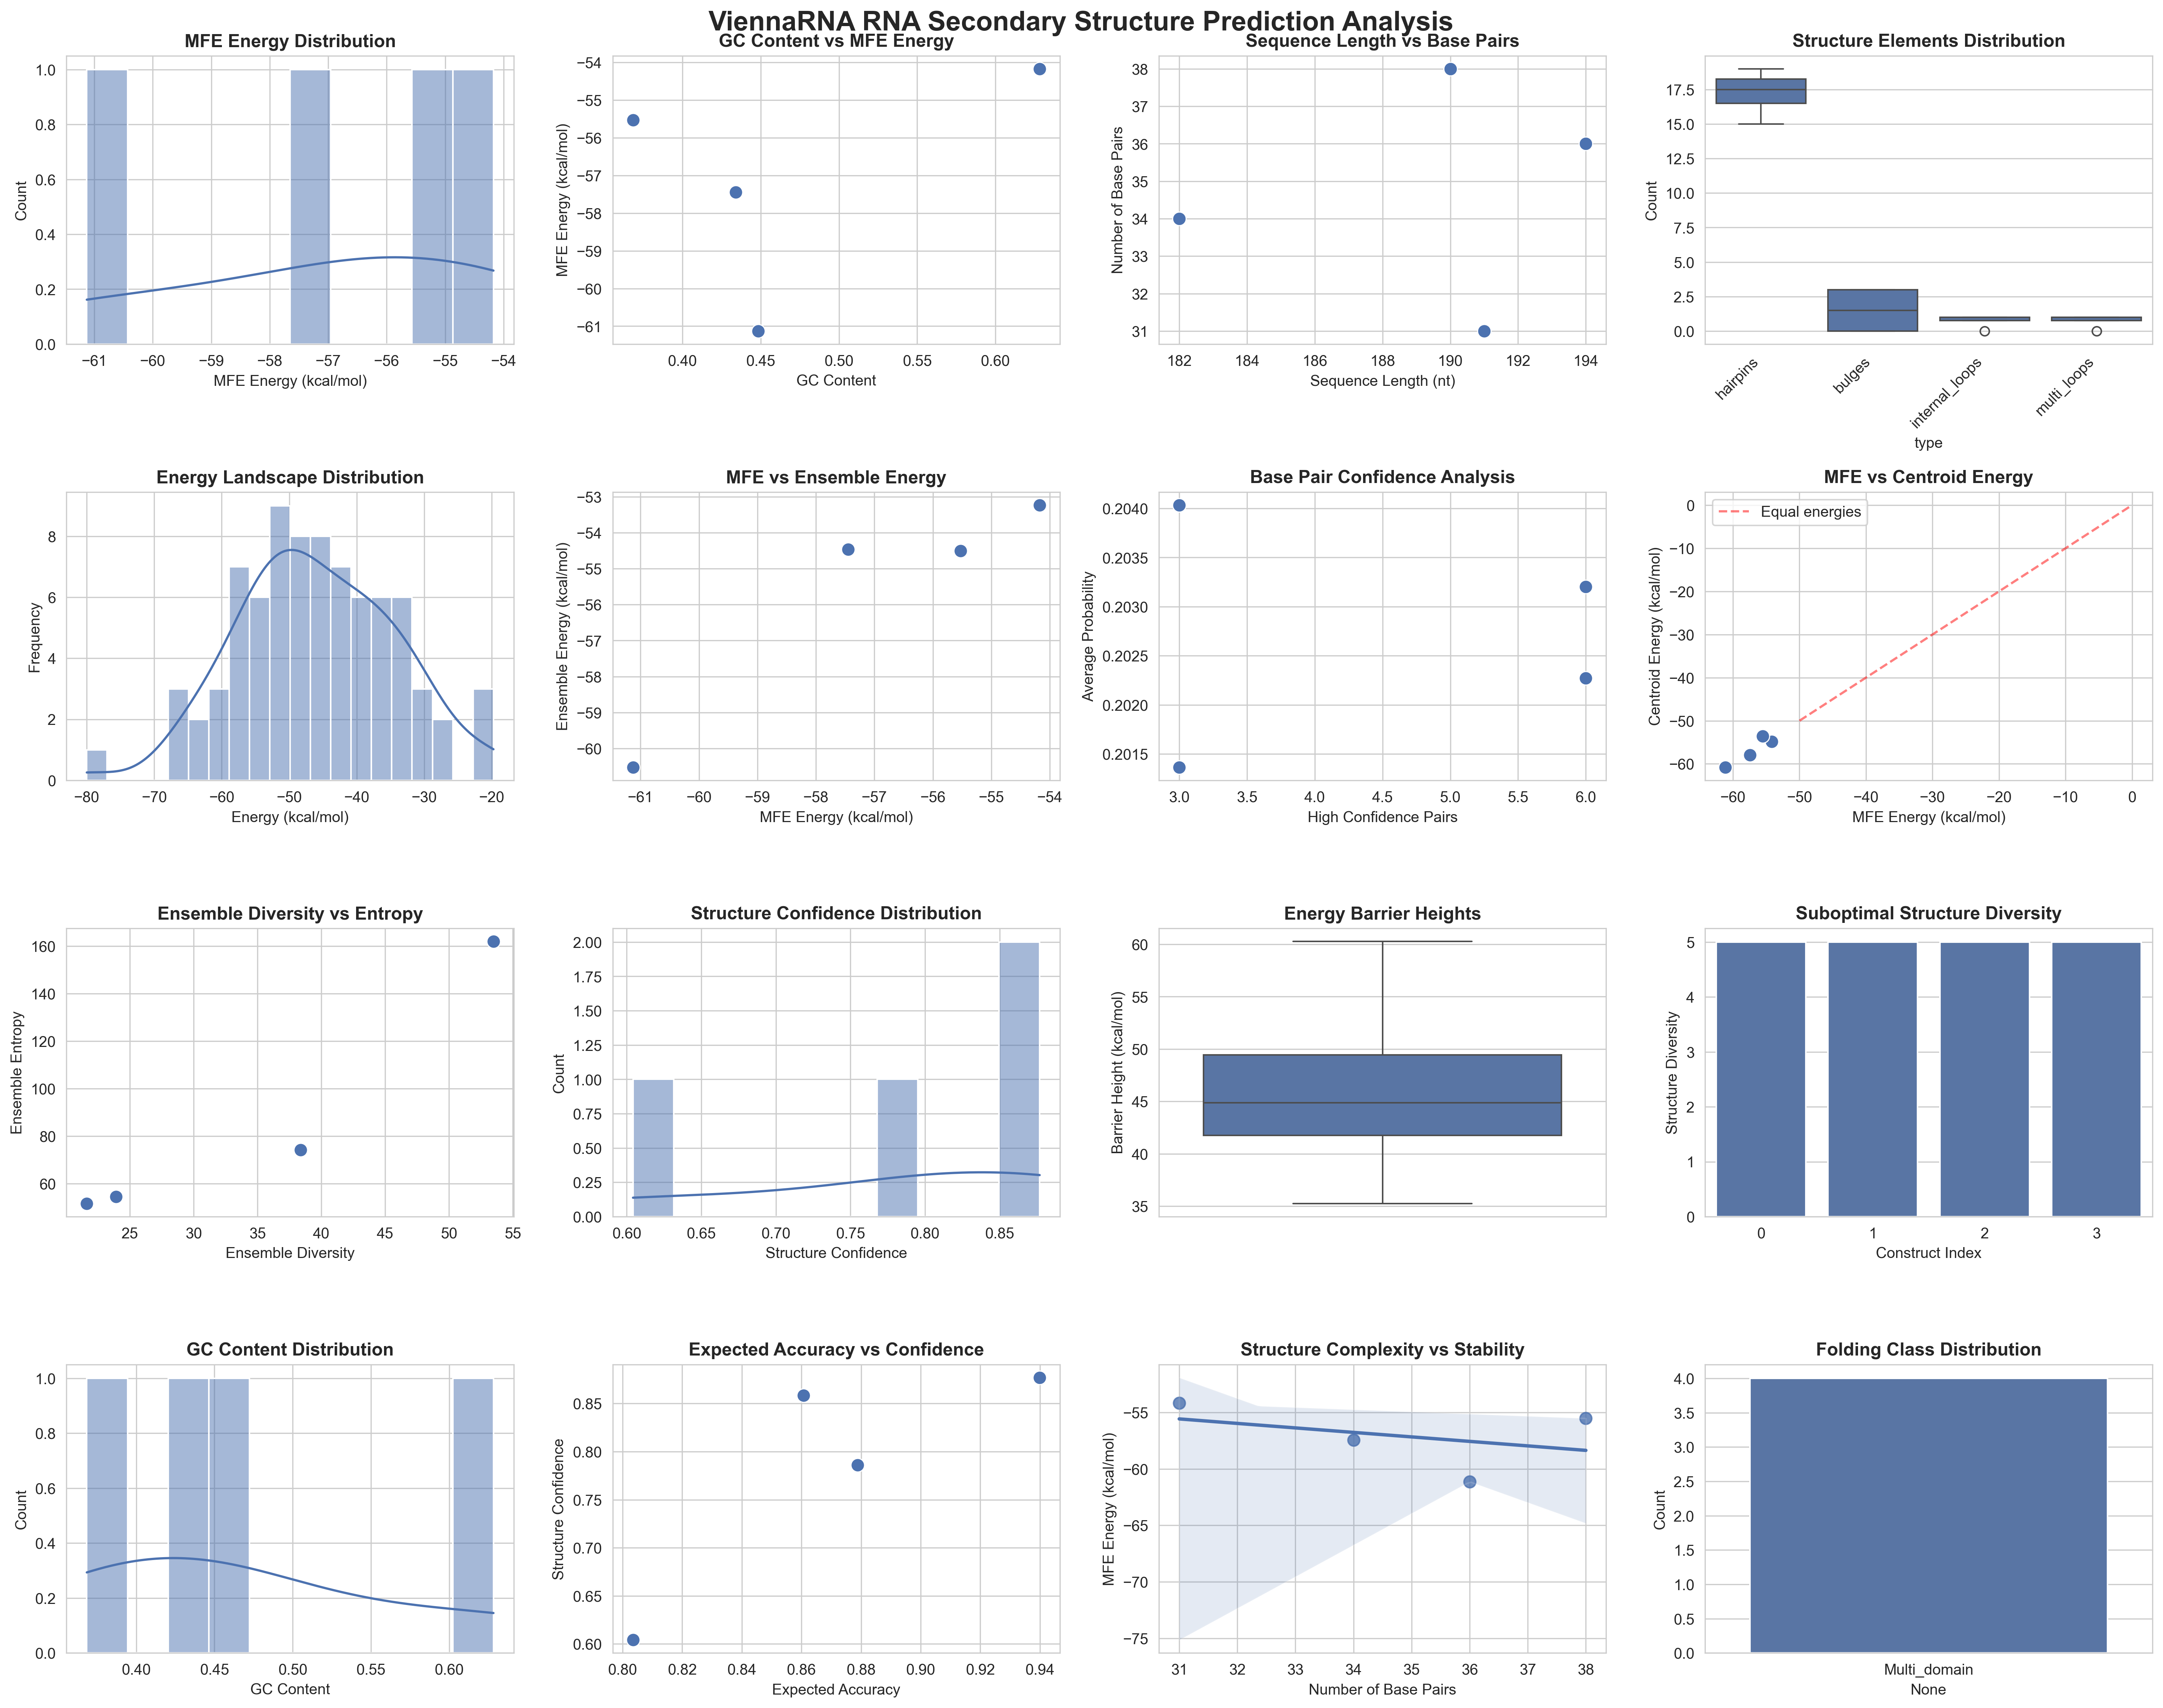 ViennaRNA RNA Secondary Structure Prediction Analysis
MFE Energy Distribution
Count
1.0
0.8
0.6
0.4
0.2
0.0
−61 −60 −59 −58 −57 −56 −55 −54
MFE Energy (kcal/mol)
GC Content vs MFE Energy
MFE Energy (kcal/mol)
−54
−55
−56
−57
−58
−59
−60
−61
0.40 0.45 0.50 0.55 0.60
GC Content
Sequence Length vs Base Pairs
Number of Base Pairs
38
37
36
35
34
33
32
31
182 184 186 188 190 192 194
Sequence Length (nt)
Structure Elements Distribution
Count
17.5
15.0
12.5
10.0
7.5
5.0
2.5
0.0
hairpins bulges internal_loops multi_loops
type
Energy Landscape Distribution
Frequency
8
6
4
2
0
−80 −70 −60 −50 −40 −30 −20
Energy (kcal/mol)
MFE vs Ensemble Energy
Ensemble Energy (kcal/mol)
−53
−54
−55
−56
−57
−58
−59
−60
−61 −60 −59 −58 −57 −56 −55 −54
MFE Energy (kcal/mol)
Base Pair Confidence Analysis
Average Probability
0.2040
0.2035
0.2030
0.2025
0.2020
0.2015
3.0 3.5 4.0 4.5 5.0 5.5 6.0
High Confidence Pairs
MFE vs Centroid Energy
Equal energies
Centroid Energy (kcal/mol)
0
−10
−20
−30
−40
−50
−60
−60 −50 −40 −30 −20 −10 0
MFE Energy (kcal/mol)
Ensemble Diversity vs Entropy
Ensemble Entropy
160
140
120
100
80
60
25 30 35 40 45 50 55
Ensemble Diversity
Structure Confidence Distribution
Count
2.00
1.75
1.50
1.25
1.00
0.75
0.50
0.25
0.00
0.60 0.65 0.70 0.75 0.80 0.85
Structure Confidence
Energy Barrier Heights
Barrier Height (kcal/mol)
60
55
50
45
40
35
Suboptimal Structure Diversity
Structure Diversity
5
4
3
2
1
0
0 1 2 3
Construct Index
GC Content Distribution
Count
1.0
0.8
0.6
0.4
0.2
0.0
0.40 0.45 0.50 0.55 0.60
GC Content
Expected Accuracy vs Confidence
Structure Confidence
0.85
0.80
0.75
0.70
0.65
0.60
0.80 0.82 0.84 0.86 0.88 0.90 0.92 0.94
Expected Accuracy
Structure Complexity vs Stability
MFE Energy (kcal/mol)
−55
−60
−65
−70
−75
31 32 33 34 35 36 37 38
Number of Base Pairs
Folding Class Distribution
Count
4.0
3.5
3.0
2.5
2.0
1.5
1.0
0.5
0.0
Multi_domain
None